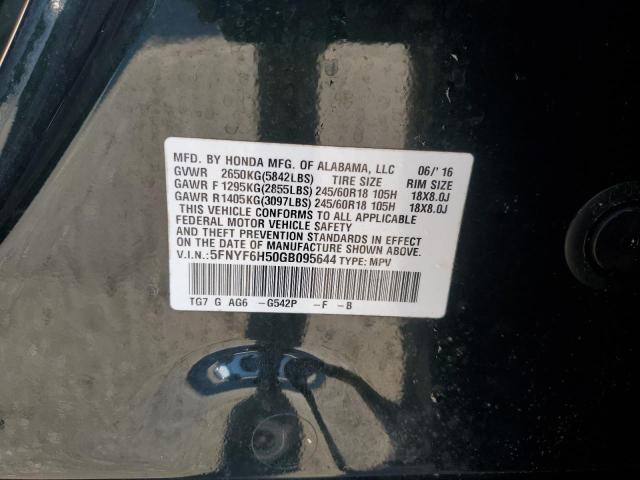 MFD. BY HONDA MFG. OF ALABAMA, LLC 06/'16
GVWR 2650KG(5842LBS) TIRE SIZE RIM SIZE
GAWR F 1295KG(2855LBS) 245/60R18 105H 18X8.0J
GAWR R1405KG(3097LBS) 245/60R18 105H 18X8.0J
THIS VEHICLE CONFORMS TO ALL APPLICABLE
FEDERAL MOTOR VEHICLE SAFETY
AND THEFT PREVENTION STANDARDS IN EFFECT
ON THE DATE OF MANUFACTURE SHOWN ABOVE.
V.I.N.:5FNYF6H50GB095644 TYPE: MPV
TG7 G AG6 -G542P -F -B